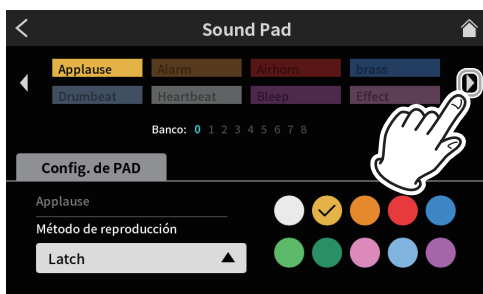 Sound Pad
Applause Alarm Airhorn brass
Drumbeat Heartbeat Bleep Effect
Banco: 0 1 2 3 4 5 6 7 8
Config. de PAD
Applause
Método de reproducción
Latch